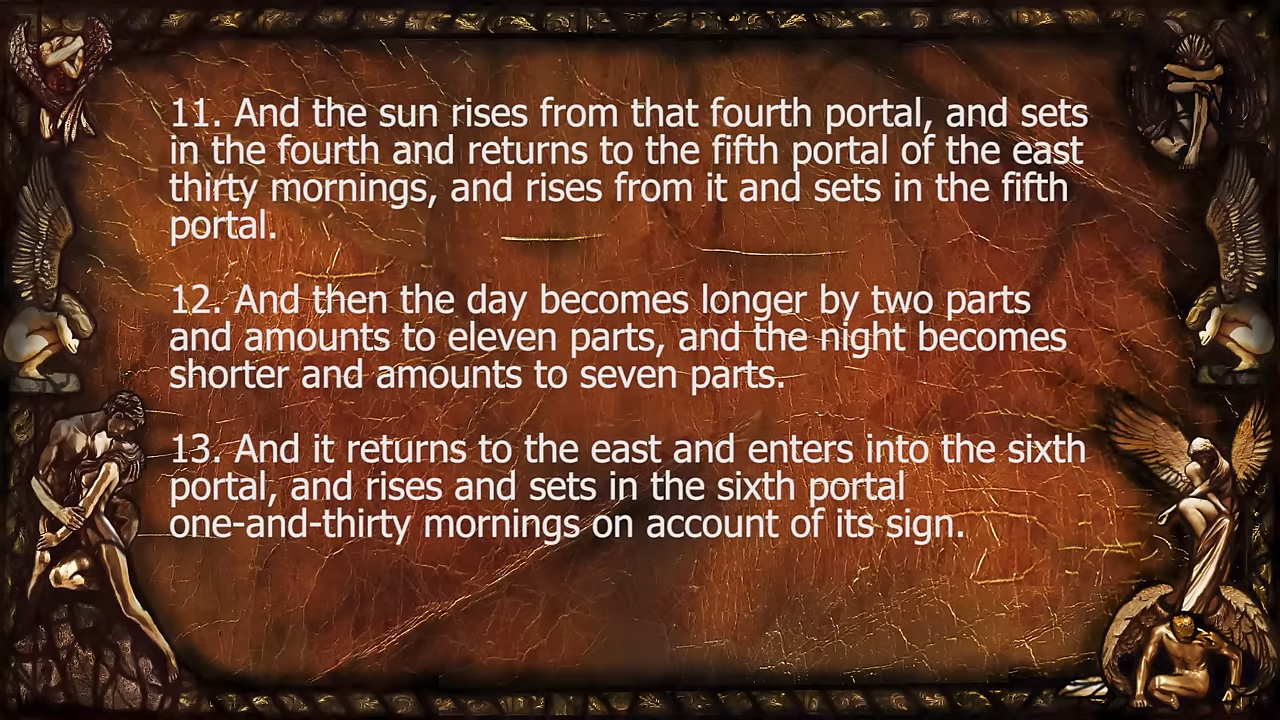 11. And the sun rises from that fourth portal, and sets
in the fourth and returns to the fifth portal of the east
thirty mornings, and rises from it and sets in the fifth
portal.
12. And then the day becomes longer by two parts
and amounts to eleven parts, and the night becomes
shorter and amounts to seven parts.
13. And it returns to the east and enters into the sixth
portal, and rises and sets in the sixth portal
one-and-thirty mornings on account of its sign.